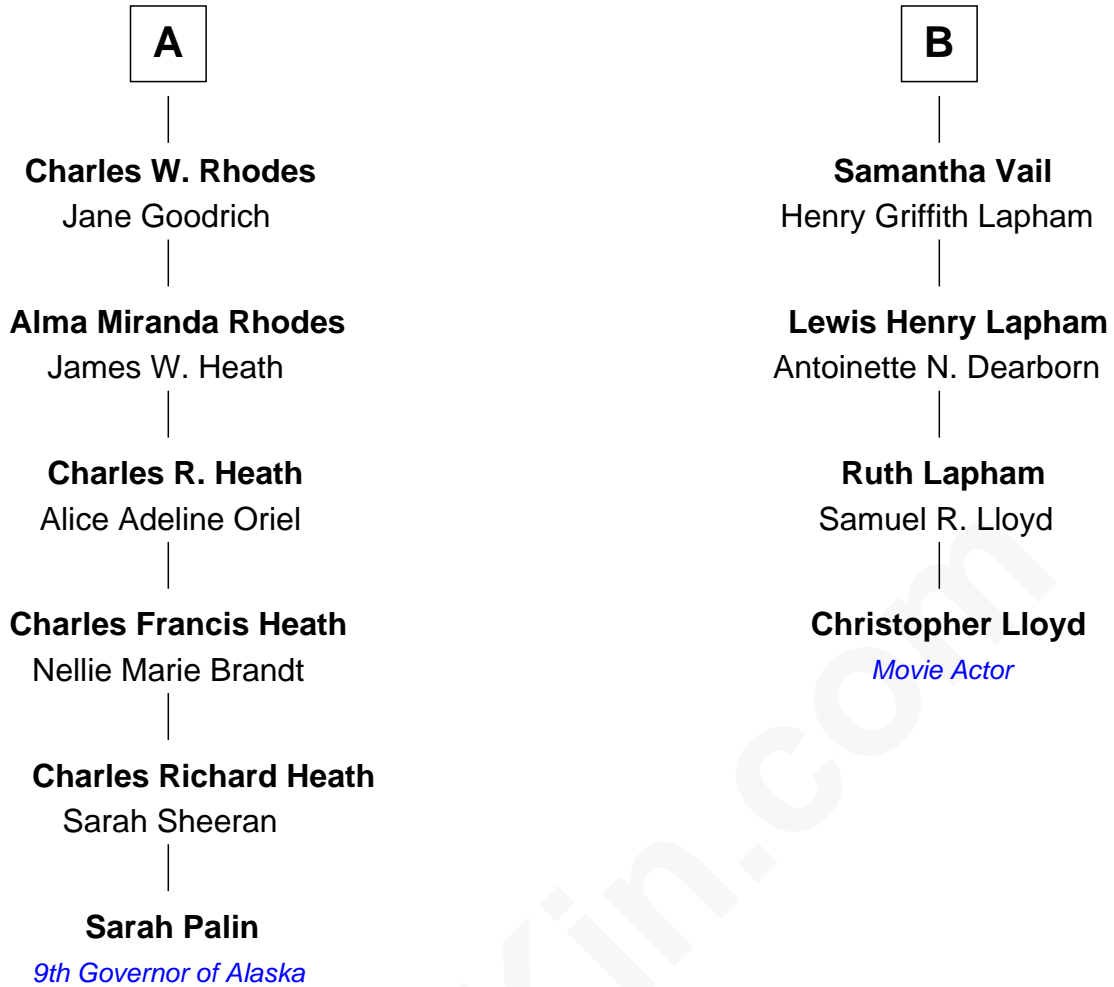 A
Charles W. Rhodes
Jane Goodrich
Alma Miranda Rhodes
James W. Heath
Charles R. Heath
Alice Adeline Oriel
Charles Francis Heath
Nellie Marie Brandt
Charles Richard Heath
Sarah Sheeran
Sarah Palin
9th Governor of Alaska
B
Samantha Vail
Henry Griffith Lapham
Lewis Henry Lapham
Antoinette N. Dearborn
Ruth Lapham
Samuel R. Lloyd
Christopher Lloyd
Movie Actor
Kin.com